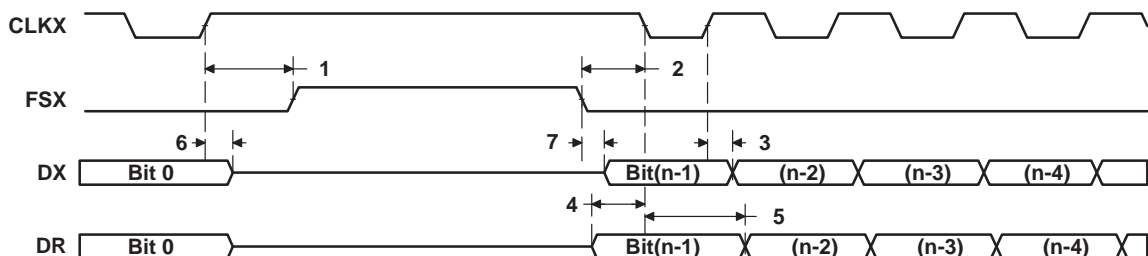 CLKX
1 2
FSX
6 7 3
DX Bit 0 Bit(n-1) (n-2) (n-3) (n-4)
4 5
DR Bit 0 Bit(n-1) (n-2) (n-3) (n-4)